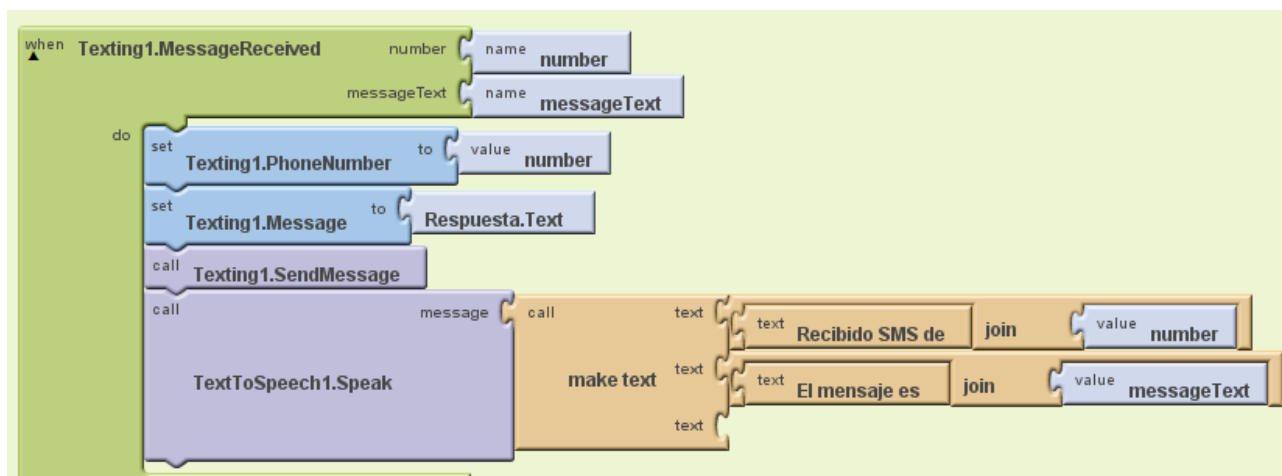 when Texting1.MessageReceived number name number
messageText name messageText
do set Texting1.PhoneNumber to value number
set Texting1.Message to Respuesta.Text
call Texting1.SendMessage
call TextToSpeech1.Speak message call make text text text Recibido SMS de join value number
text text El mensaje es join value messageText
text